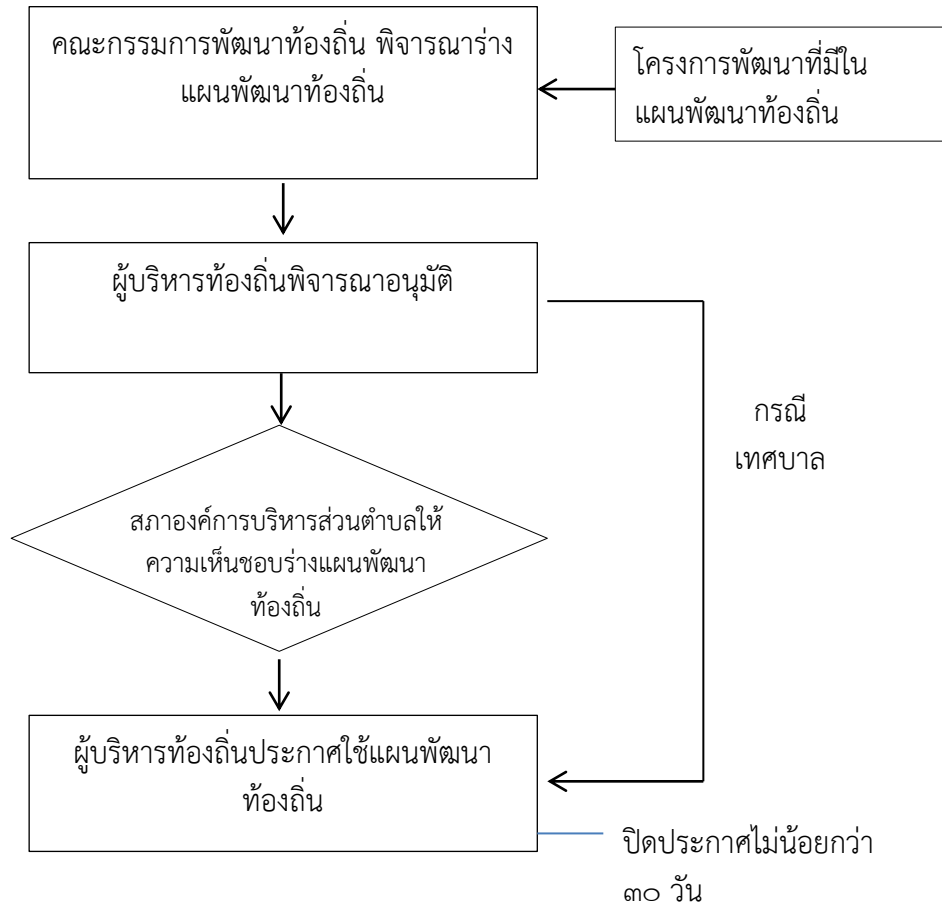 คณะกรรมการพัฒนาท้องถิ่น พิจารณาร่าง
แผนพัฒนาท้องถิ่น
โครงการพัฒนาที่มีใน
แผนพัฒนาท้องถิ่น
ผู้บริหารท้องถิ่นพิจารณาอนุมัติ
กรณี
เทศบาล
สภาองค์การบริหารส่วนตำบลให้
ความเห็นชอบร่างแผนพัฒนา
ท้องถิ่น
ผู้บริหารท้องถิ่นประกาศใช้แผนพัฒนา
ท้องถิ่น
ปิดประกาศไม่น้อยกว่า
๓๐ วัน